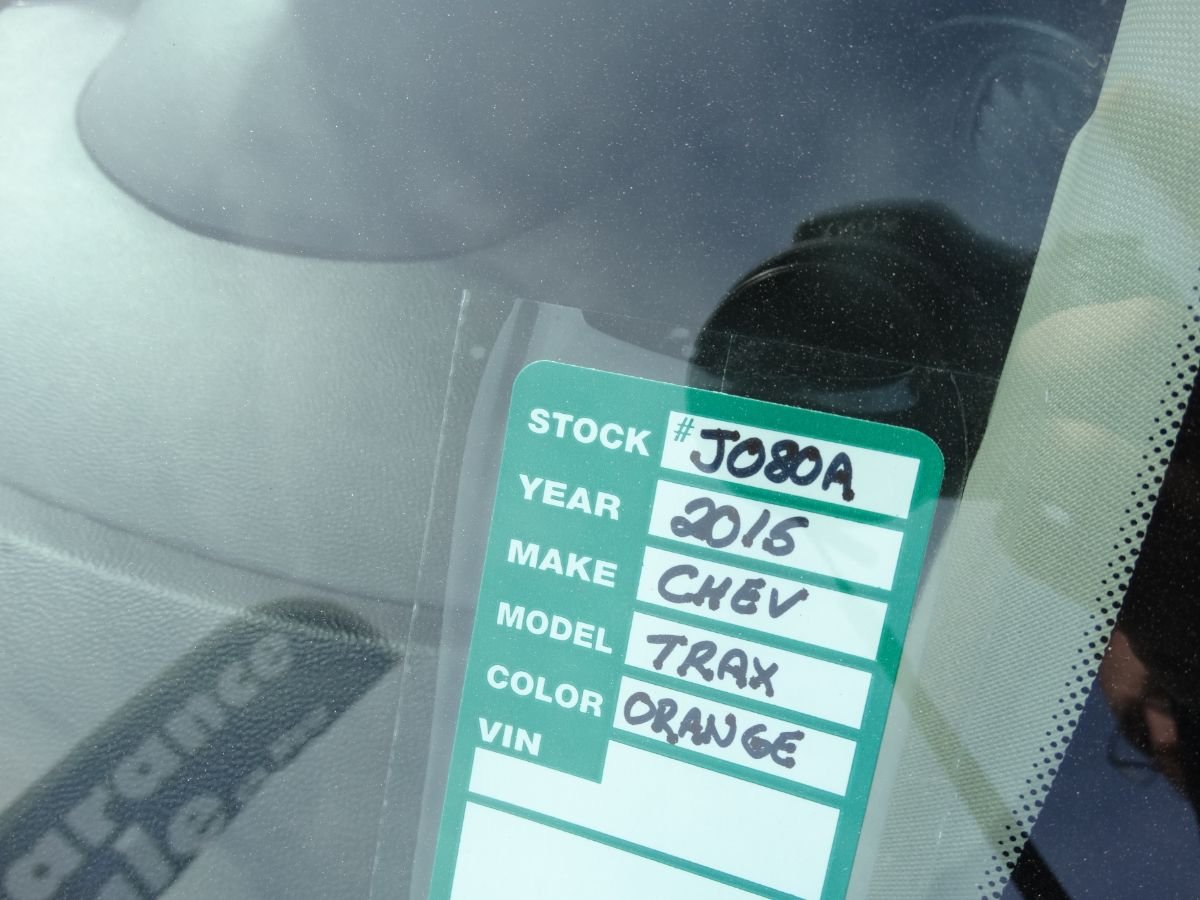 STOCK # J080A
YEAR 2015
MAKE CHEV
MODEL TRAX
COLOR ORANGE
VIN